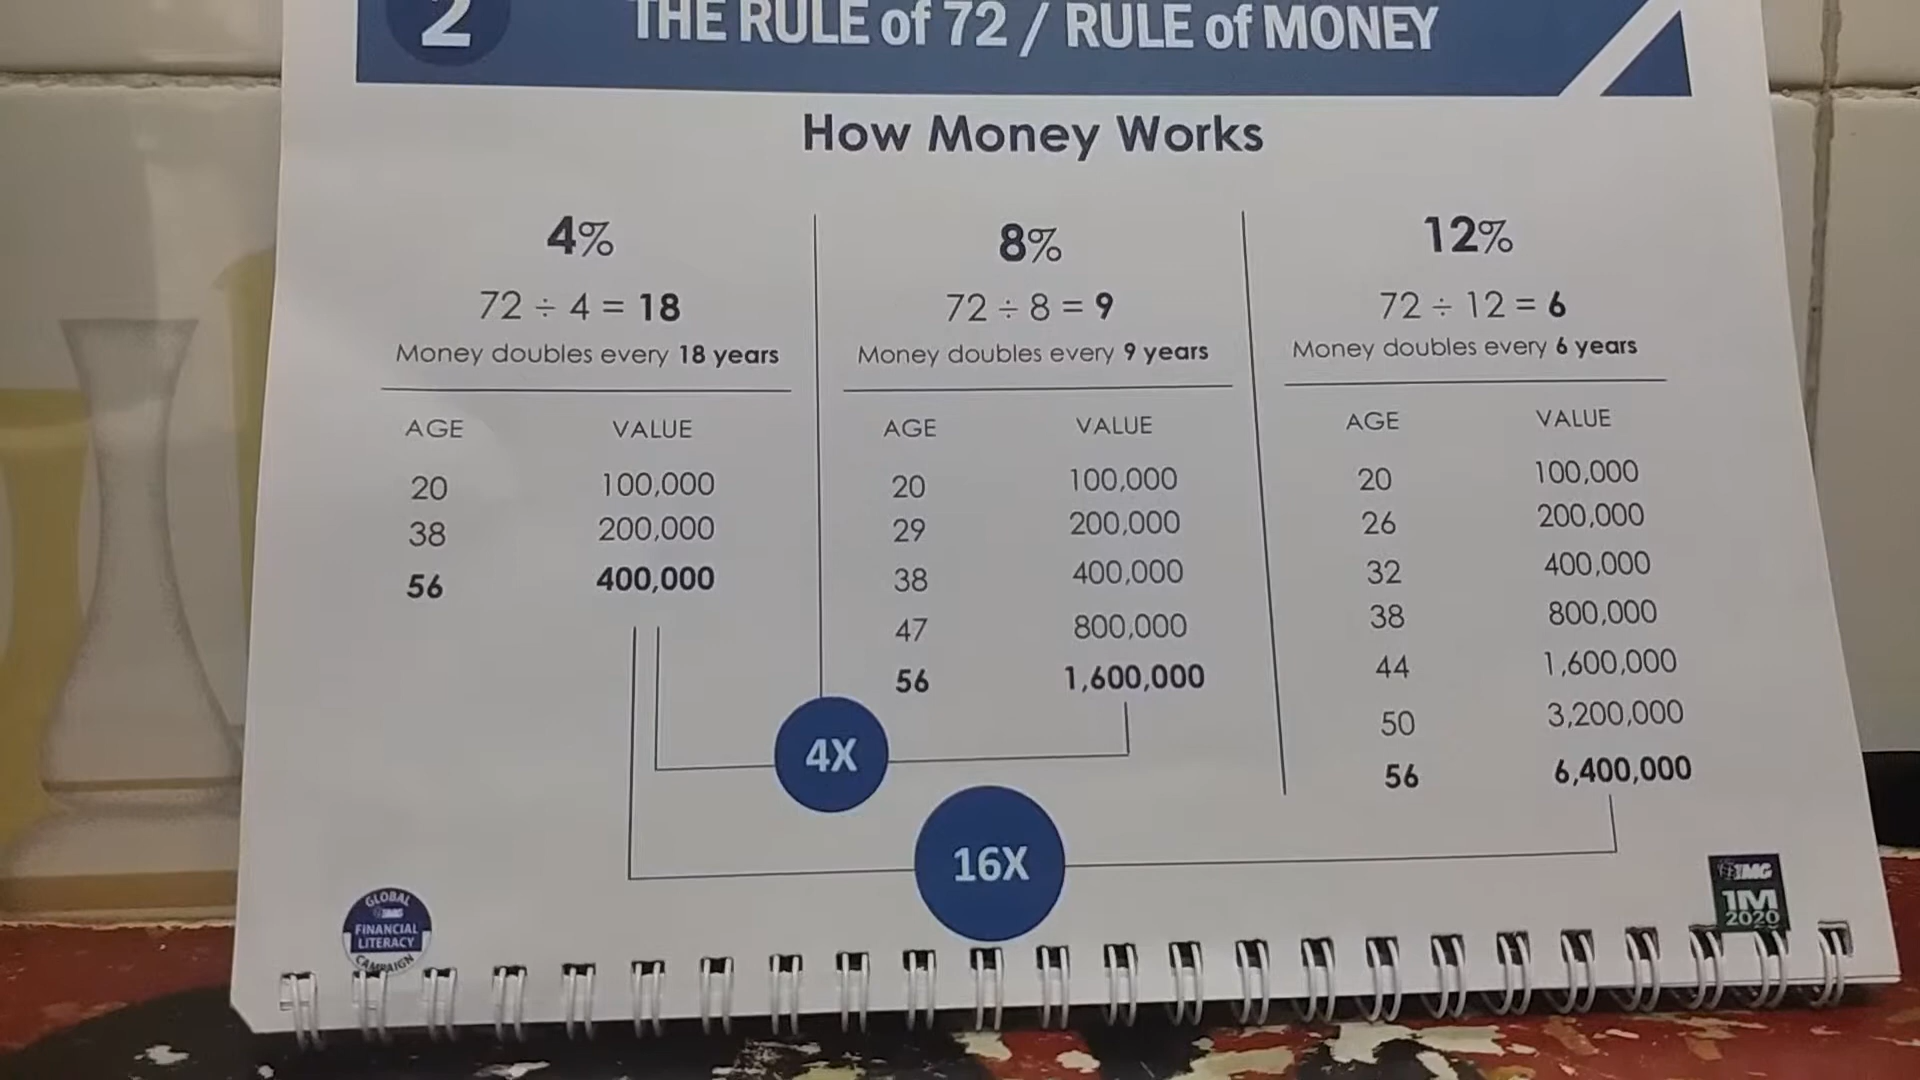 2
THE RULE of 72 / RULE of MONEY
How Money Works
4%
72 ÷ 4 = 18
Money doubles every 18 years
AGE VALUE
20 100,000
38 200,000
56 400,000
8%
72 ÷ 8 = 9
Money doubles every 9 years
AGE VALUE
20 100,000
29 200,000
38 400,000
47 800,000
56 1,600,000
12%
72 ÷ 12 = 6
Money doubles every 6 years
AGE VALUE
20 100,000
26 200,000
32 400,000
38 800,000
44 1,600,000
50 3,200,000
56 6,400,000
4X
16X
GLOBAL
IMG
FINANCIAL
LITERACY
CAMPAIGN
IMG
1M
2020